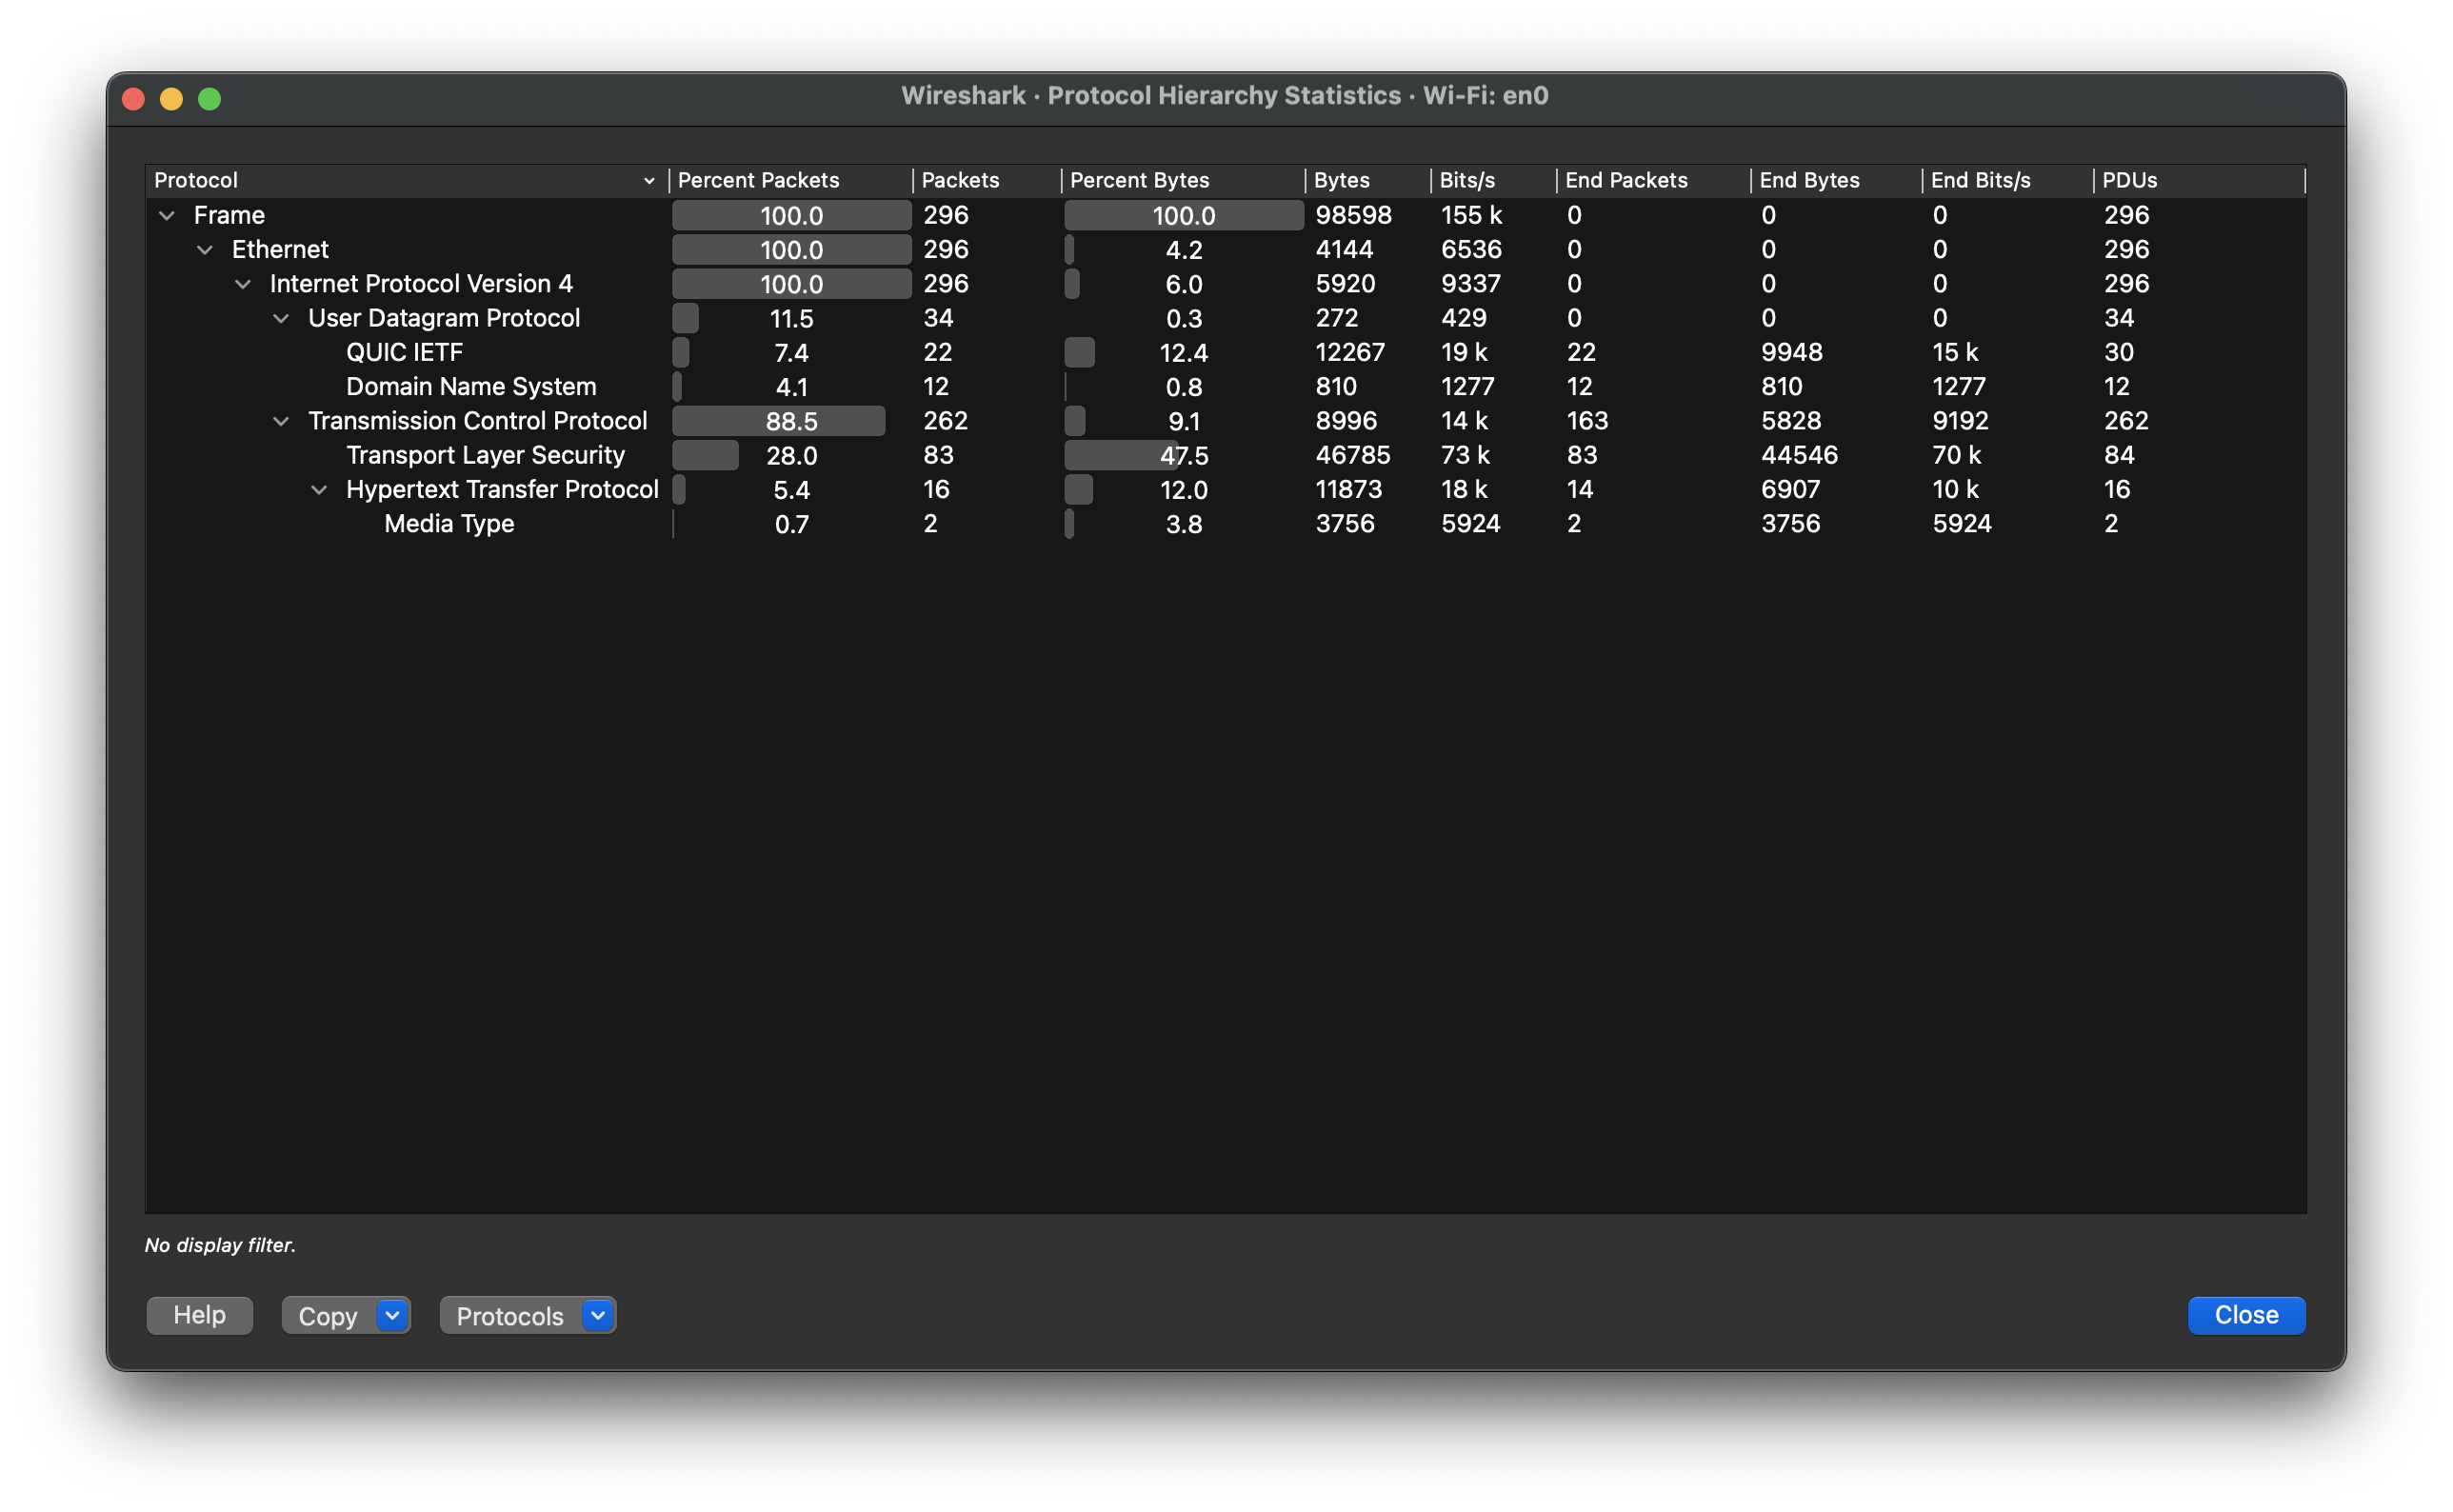 Wireshark · Protocol Hierarchy Statistics · Wi-Fi: en0
Protocol Percent Packets Packets Percent Bytes Bytes Bits/s End Packets End Bytes End Bits/s PDUs
Frame 100.0 296 100.0 98598 155 k 0 0 0 296
Ethernet 100.0 296 4.2 4144 6536 0 0 0 296
Internet Protocol Version 4 100.0 296 6.0 5920 9337 0 0 0 296
User Datagram Protocol 11.5 34 0.3 272 429 0 0 0 34
QUIC IETF 7.4 22 12.4 12267 19 k 22 9948 15 k 30
Domain Name System 4.1 12 0.8 810 1277 12 810 1277 12
Transmission Control Protocol 88.5 262 9.1 8996 14 k 163 5828 9192 262
Transport Layer Security 28.0 83 47.5 46785 73 k 83 44546 70 k 84
Hypertext Transfer Protocol 5.4 16 12.0 11873 18 k 14 6907 10 k 16
Media Type 0.7 2 3.8 3756 5924 2 3756 5924 2
No display filter.
Help Copy Protocols Close